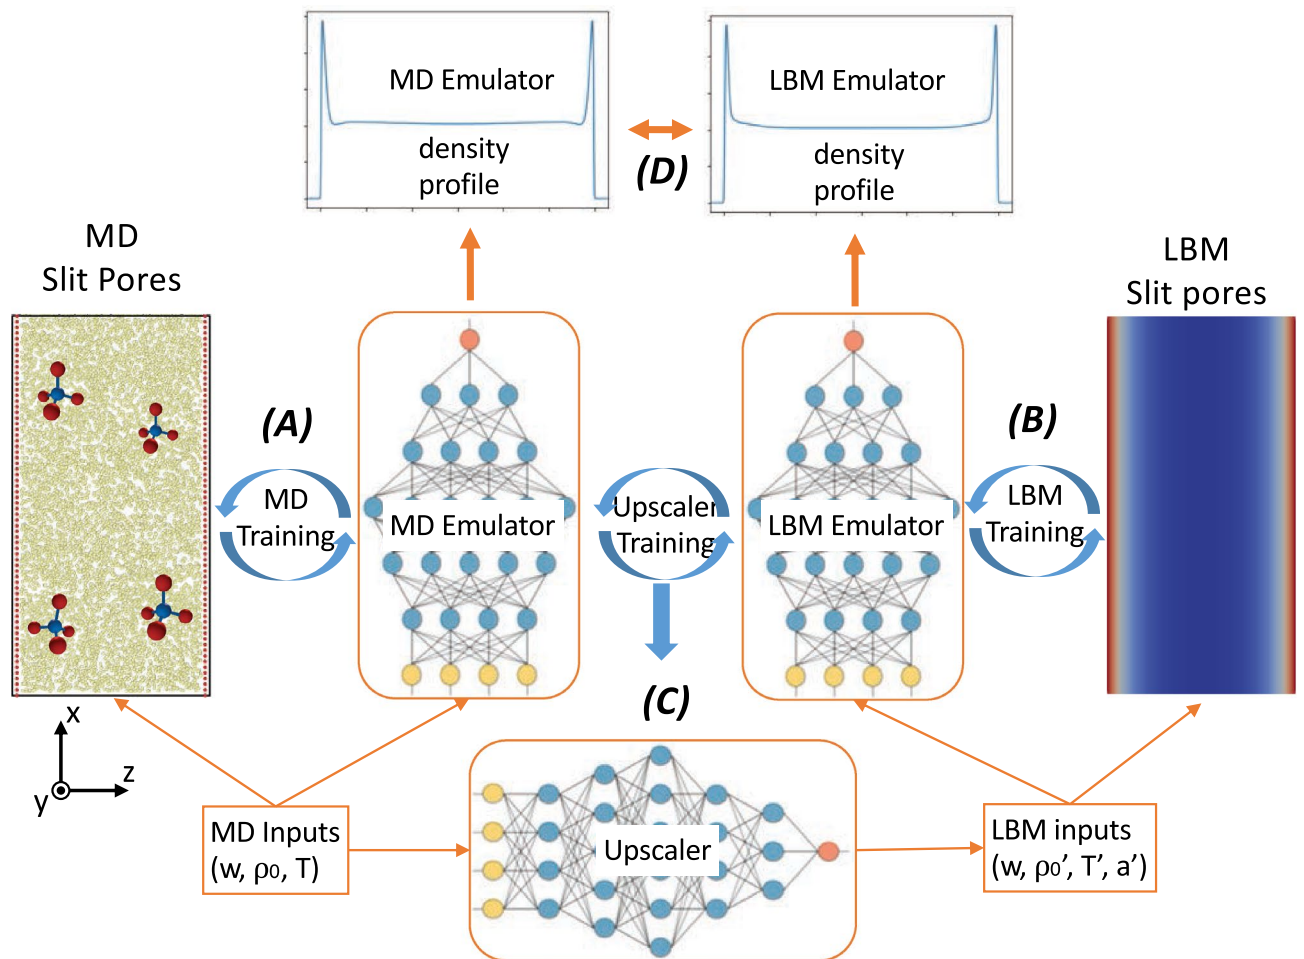 MD Emulator
density
profile
LBM Emulator
density
profile
(D)
MD
Slit Pores
LBM
Slit pores
(A)
(B)
MD
Training
MD Emulator
Upscaler
Training
LBM Emulator
LBM
Training
(C)
x
z
y
MD Inputs
(w, ρ₀, T)
Upscaler
LBM inputs
(w, ρ₀’, T’, a’)